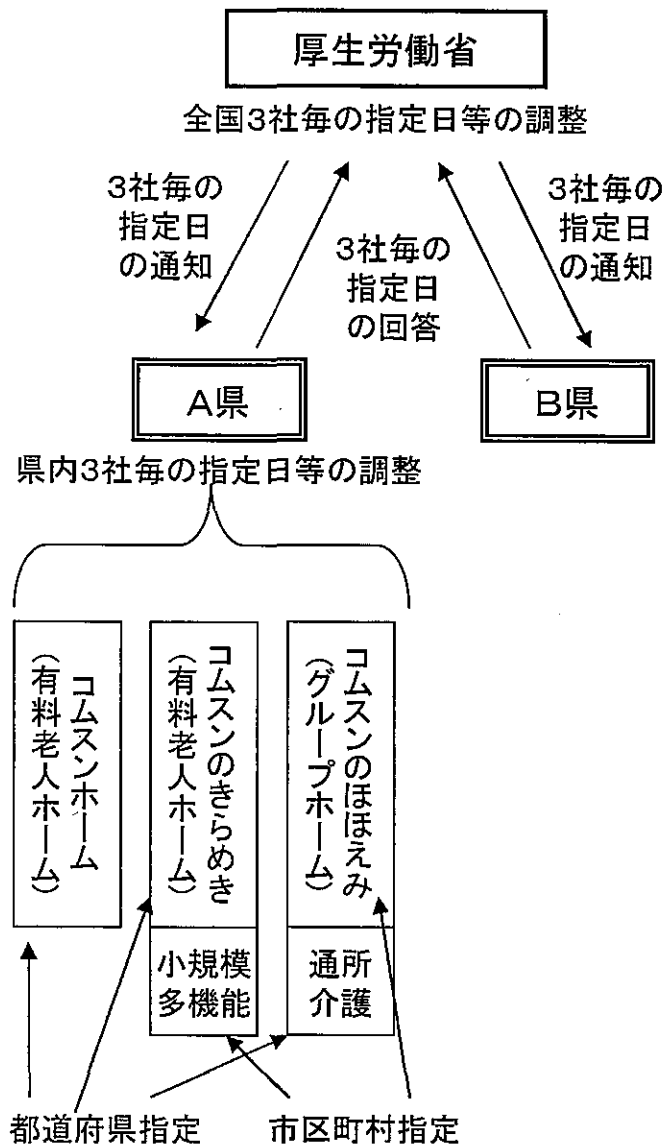 厚生労働省
全国3社毎の指定日等の調整
3社毎の
指定日
の通知
3社毎の
指定日
の回答
3社毎の
指定日
の通知
A県
B県
県内3社毎の指定日等の調整
コムスンホーム
（有料老人ホーム）
コムスンのきらめき
（有料老人ホーム）
コムスンのほほえみ
（グループホーム）
小規模
多機能
通所
介護
都道府県指定
市区町村指定